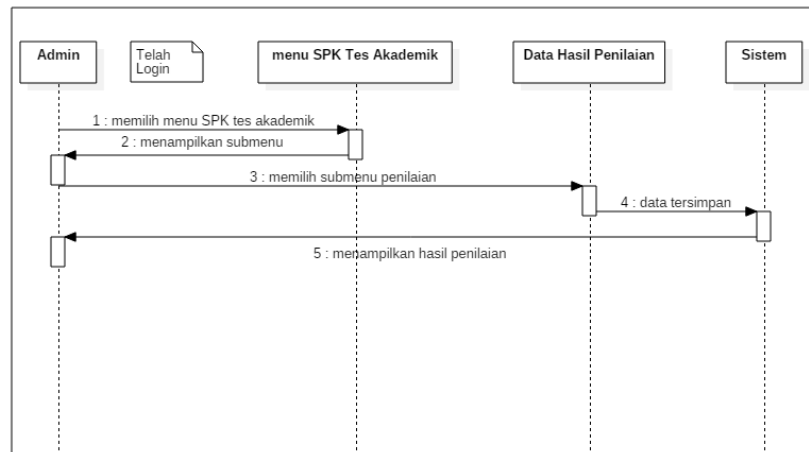 Admin
Telah
Login
menu SPK Tes Akademik
Data Hasil Penilaian
Sistem
1 : memilih menu SPK tes akademik
2 : menampilkan submenu
3 : memilih submenu penilaian
4 : data tersimpan
5 : menampilkan hasil penilaian